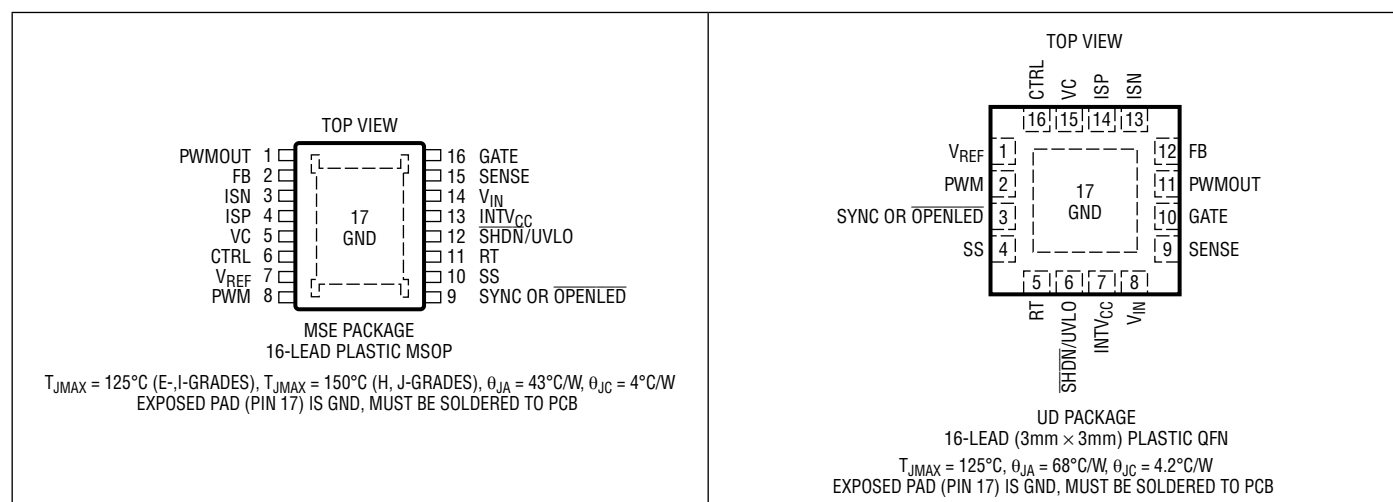 TOP VIEW
PWMOUT 1
FB 2
ISN 3
ISP 4
VC 5
CTRL 6
VREF 7
PWM 8
16 GATE
15 SENSE
14 VIN
13 INTVCC
12 SHDN/UVLO
11 RT
10 SS
9 SYNC OR OPENLED
17
GND
MSE PACKAGE
16-LEAD PLASTIC MSOP
TJMAX = 125°C (E-,I-GRADES), TJMAX = 150°C (H, J-GRADES), θJA = 43°C/W, θJC = 4°C/W
EXPOSED PAD (PIN 17) IS GND, MUST BE SOLDERED TO PCB
TOP VIEW
CTRL
VC
ISP
ISN
16 15 14 13
VREF 1
PWM 2
SYNC OR OPENLED 3
SS 4
17
GND
12 FB
11 PWMOUT
10 GATE
9 SENSE
5 6 7 8
RT
SHDN/UVLO
INTVCC
VIN
UD PACKAGE
16-LEAD (3mm × 3mm) PLASTIC QFN
TJMAX = 125°C, θJA = 68°C/W, θJC = 4.2°C/W
EXPOSED PAD (PIN 17) IS GND, MUST BE SOLDERED TO PCB